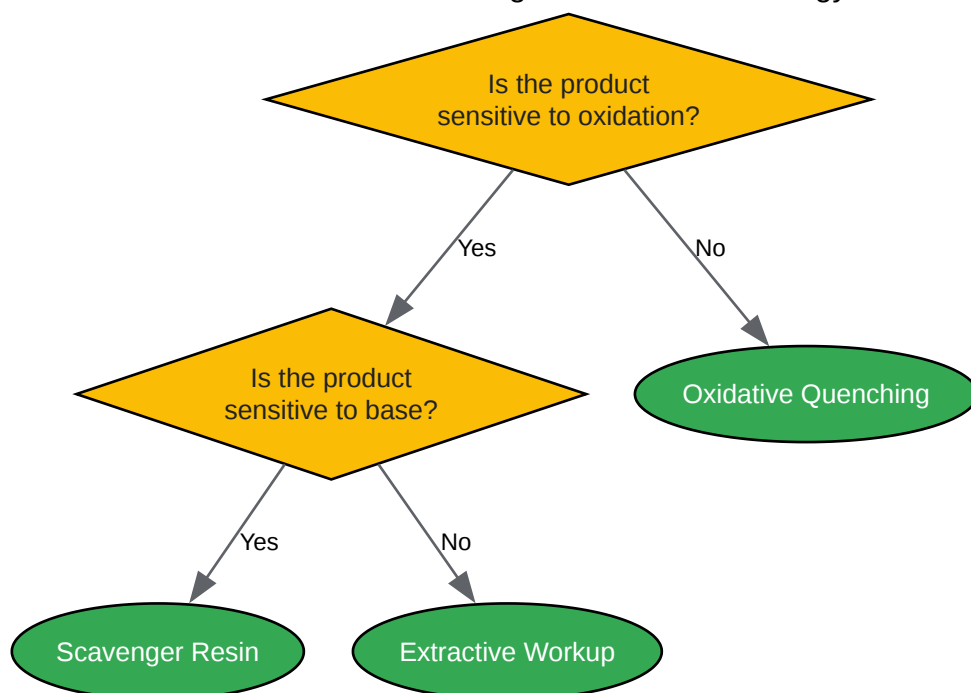 Is the product
sensitive to oxidation?
Yes
No
Is the product
sensitive to base?
Oxidative Quenching
Yes
No
Scavenger Resin
Extractive Workup